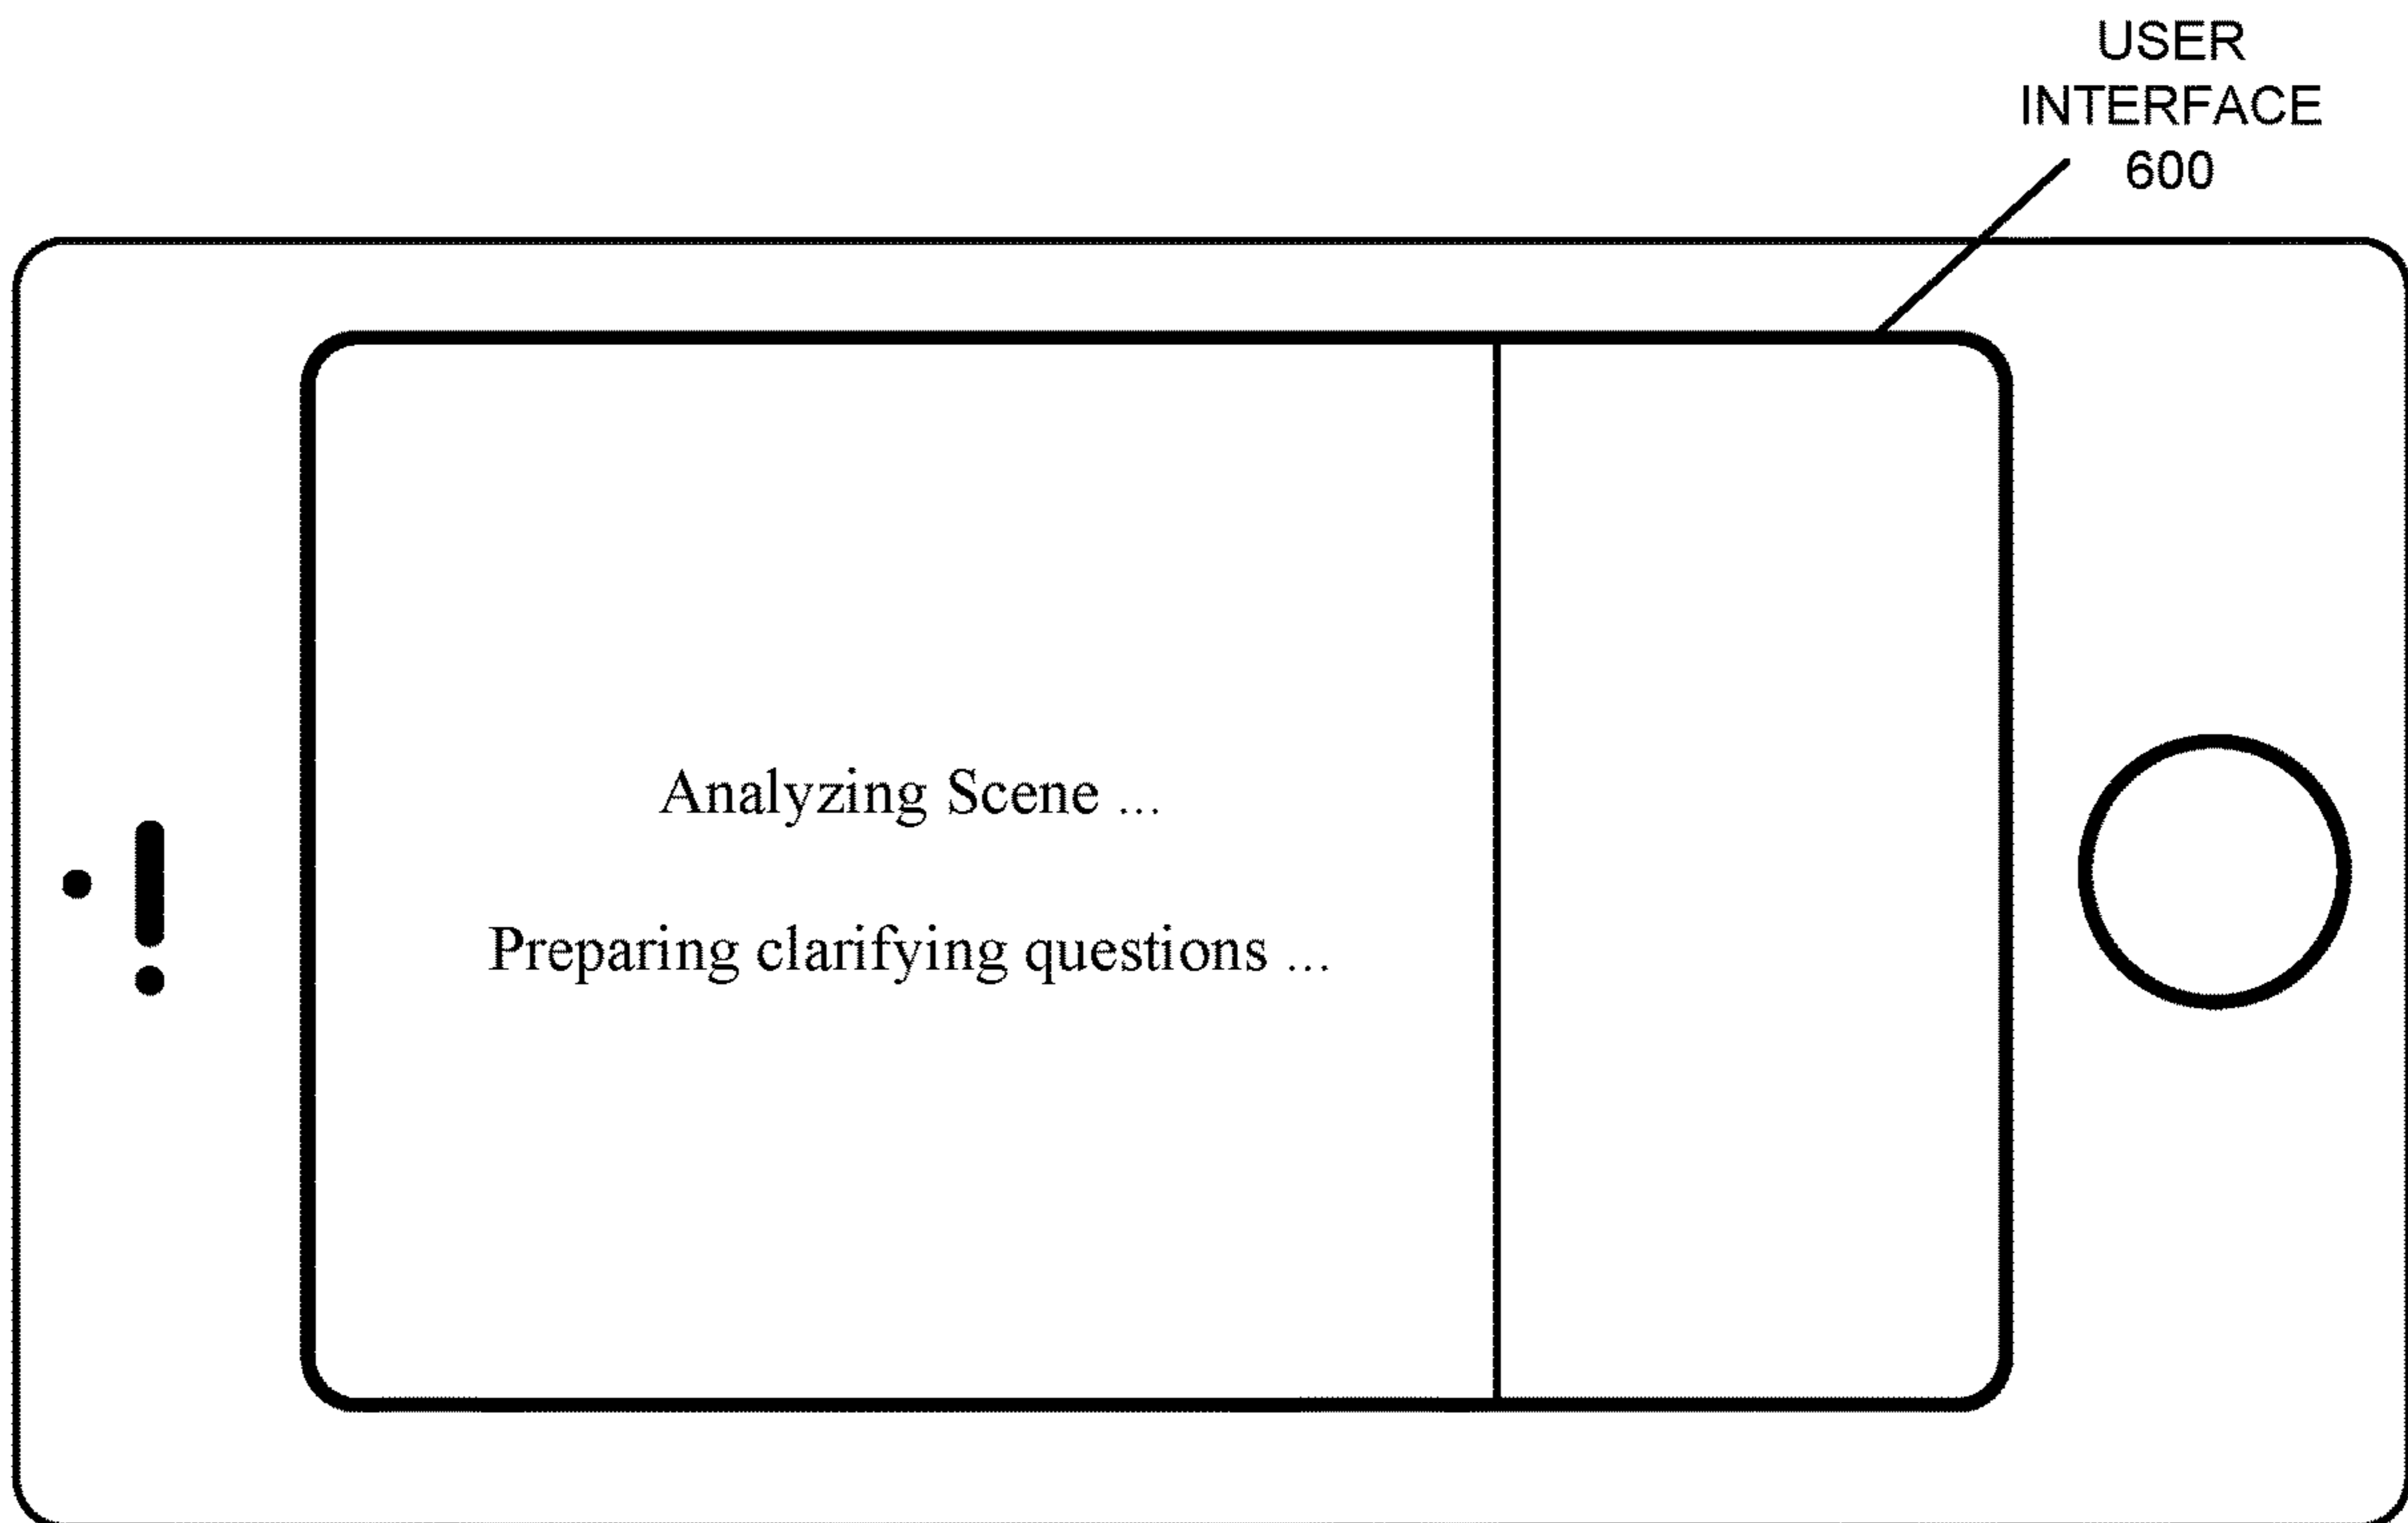 USER
INTERFACE
600
Analyzing Scene ...
Preparing clarifying questions ...